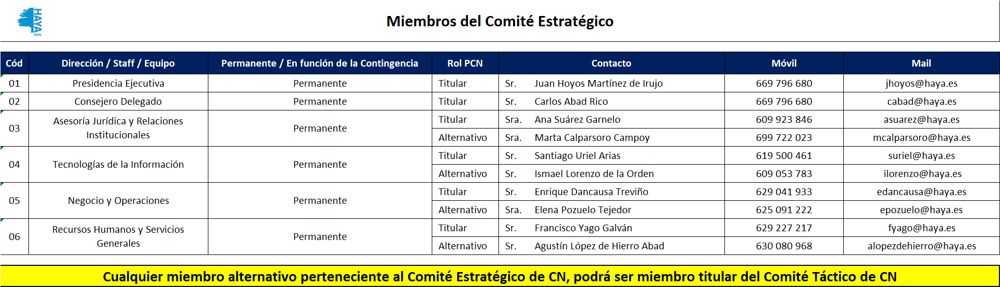 HAYA
REAL
Miembros del Comité Estratégico
Cód Dirección / Staff / Equipo Permanente / En función de la Contingencia Rol PCN Contacto Móvil Mail
01 Presidencia Ejecutiva Permanente Titular Sr. Juan Hoyos Martínez de Irujo 669 796 680 jhoyos@haya.es
02 Consejero Delegado Permanente Titular Sr. Carlos Abad Rico 669 796 680 cabad@haya.es
03 Asesoría Jurídica y Relaciones
Institucionales
Permanente
Titular Sra. Ana Suárez Garnelo 609 923 846 asuarez@haya.es
Alternativo Sra. Marta Calparsoro Campoy 699 722 023 mcalparsoro@haya.es
04 Tecnologías de la Información Permanente
Titular Sr. Santiago Uriel Arias 619 500 461 suriel@haya.es
Alternativo Sr. Ismael Lorenzo de la Orden 609 053 783 ilorenzo@haya.es
05 Negocio y Operaciones Permanente
Titular Sr. Enrique Dancausa Treviño 629 041 933 edancausa@haya.es
Alternativo Sra. Elena Pozuelo Tejedor 625 091 222 epozuelo@haya.es
06 Recursos Humanos y Servicios
Generales
Permanente
Titular Sr. Francisco Yago Galván 629 227 217 fyago@haya.es
Alternativo Sr. Agustín López de Hierro Abad 630 080 968 alopezdehierro@haya.es
Cualquier miembro alternativo perteneciente al Comité Estratégico de CN, podrá ser miembro titular del Comité Táctico de CN